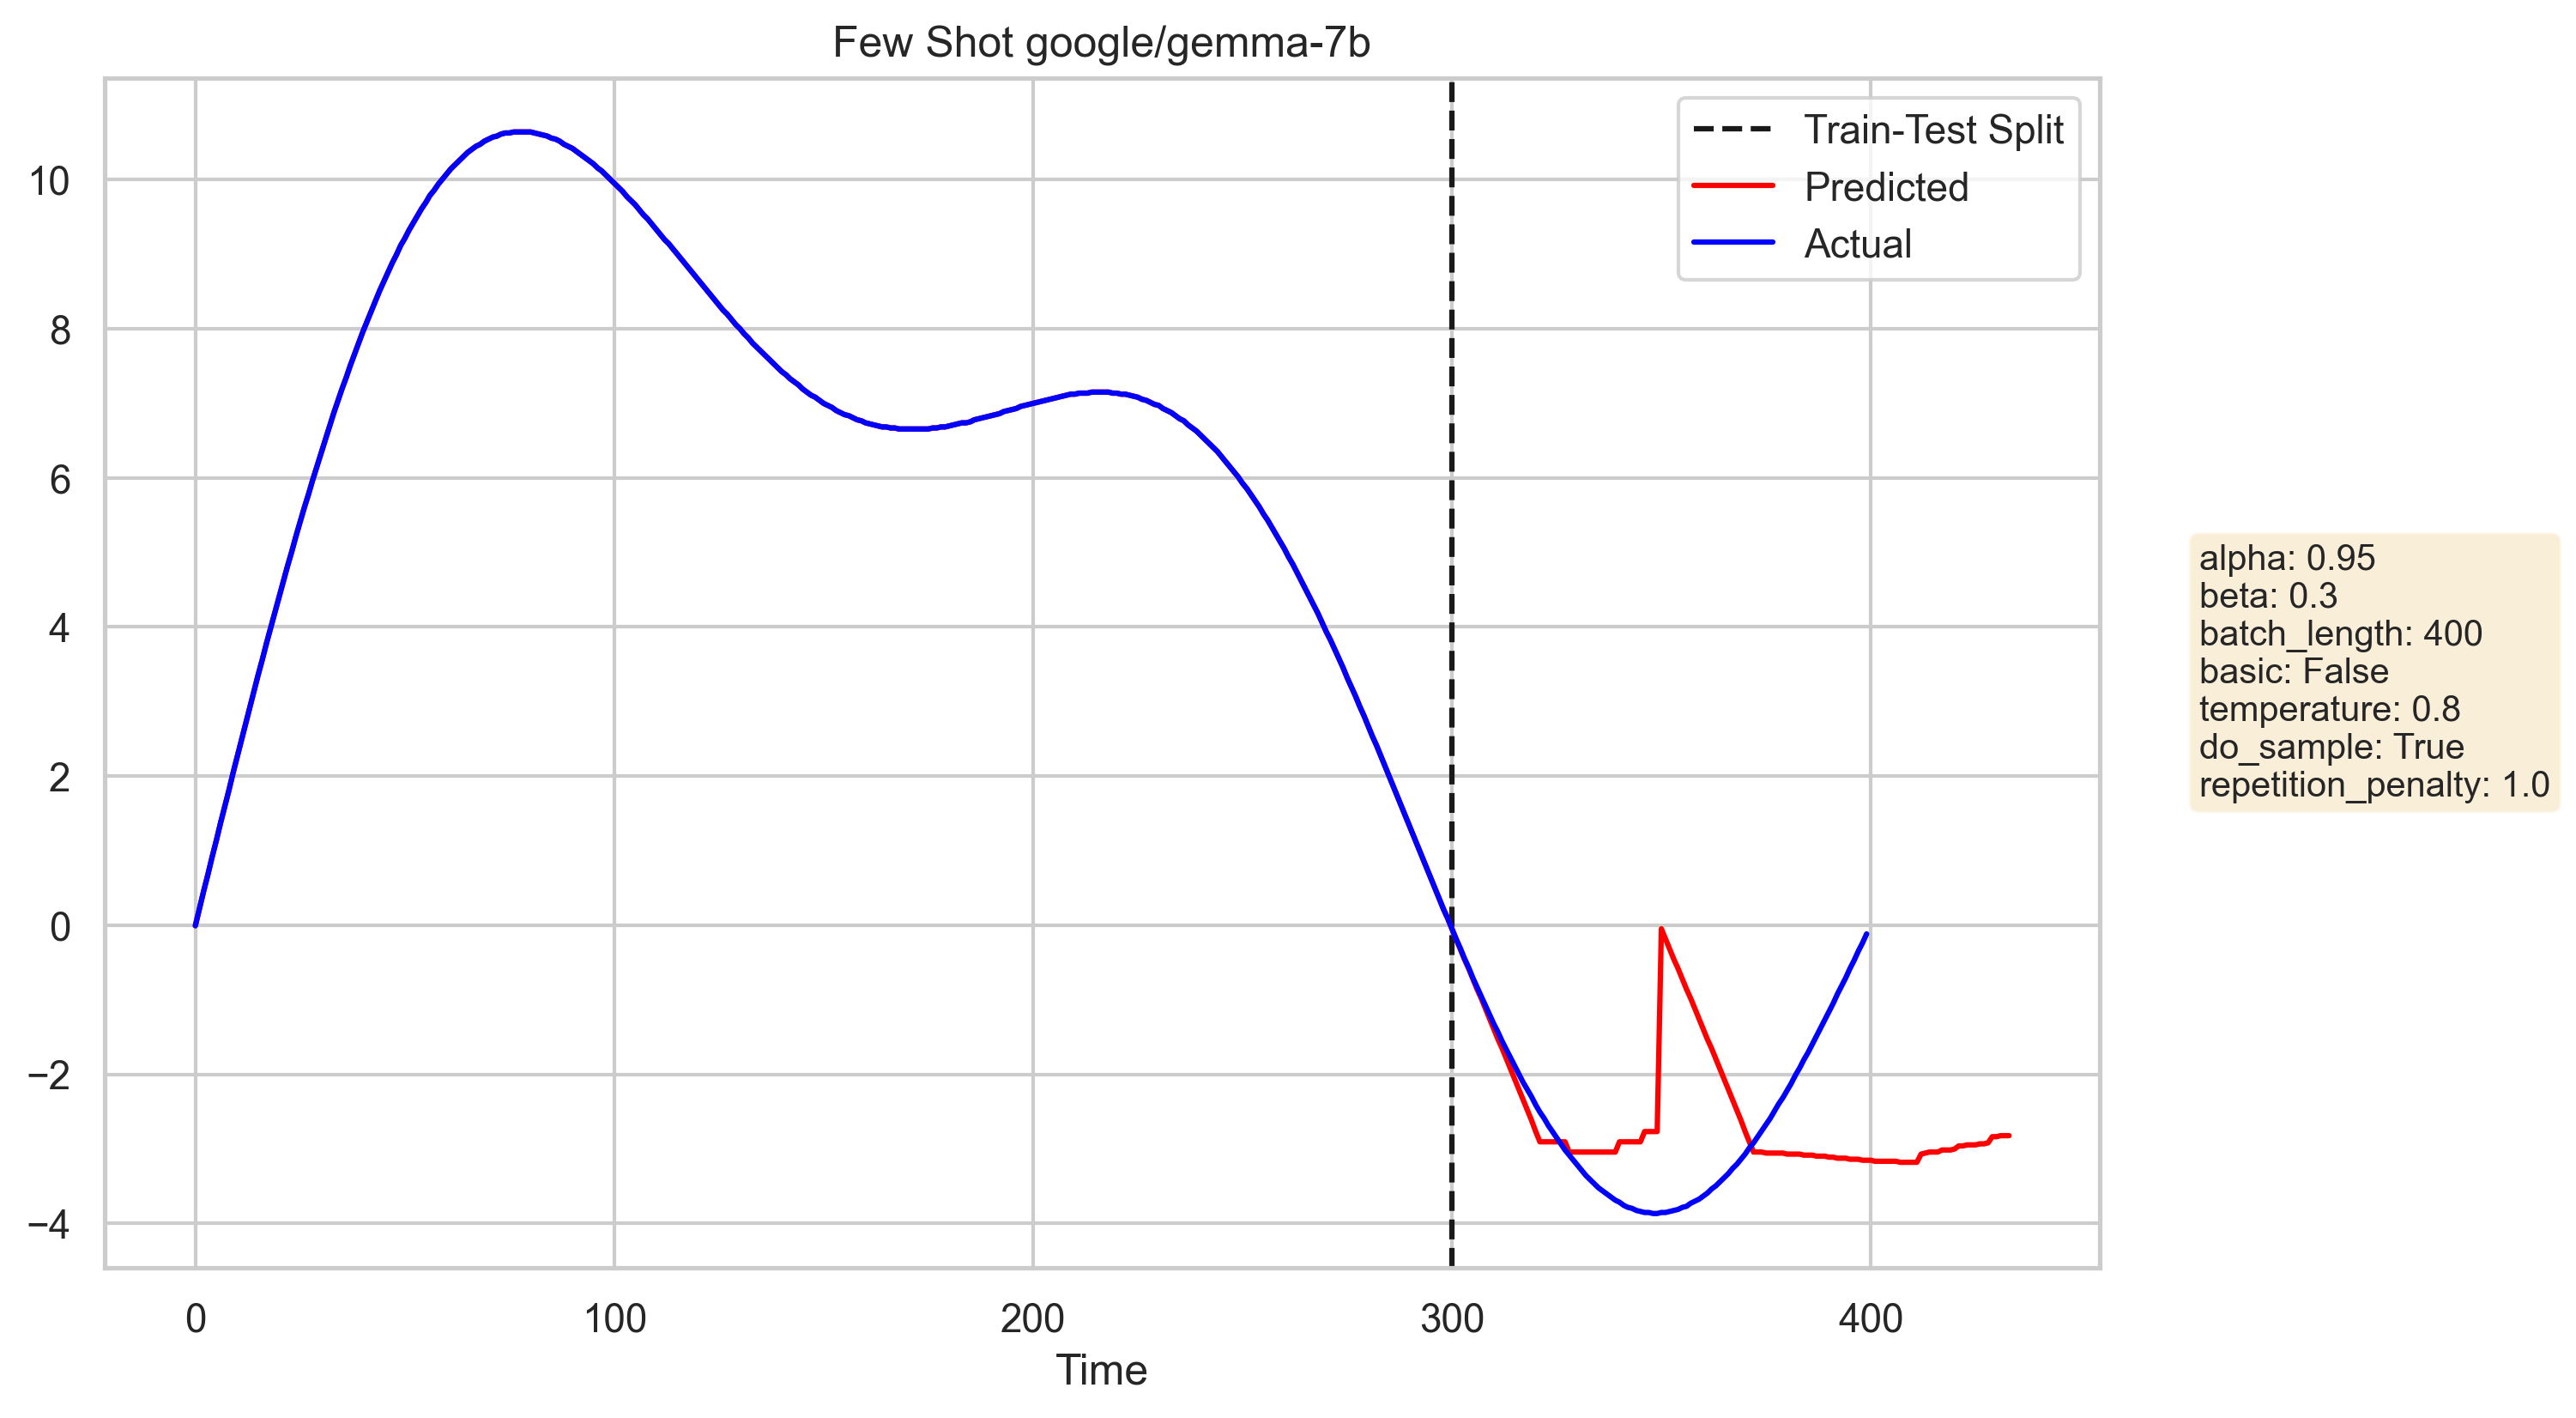 Few Shot google/gemma-7b
Train-Test Split
Predicted
Actual
10
8
6
4
2
0
−2
−4
0
100
200
300
400
Time
alpha: 0.95
beta: 0.3
batch_length: 400
basic: False
temperature: 0.8
do_sample: True
repetition_penalty: 1.0